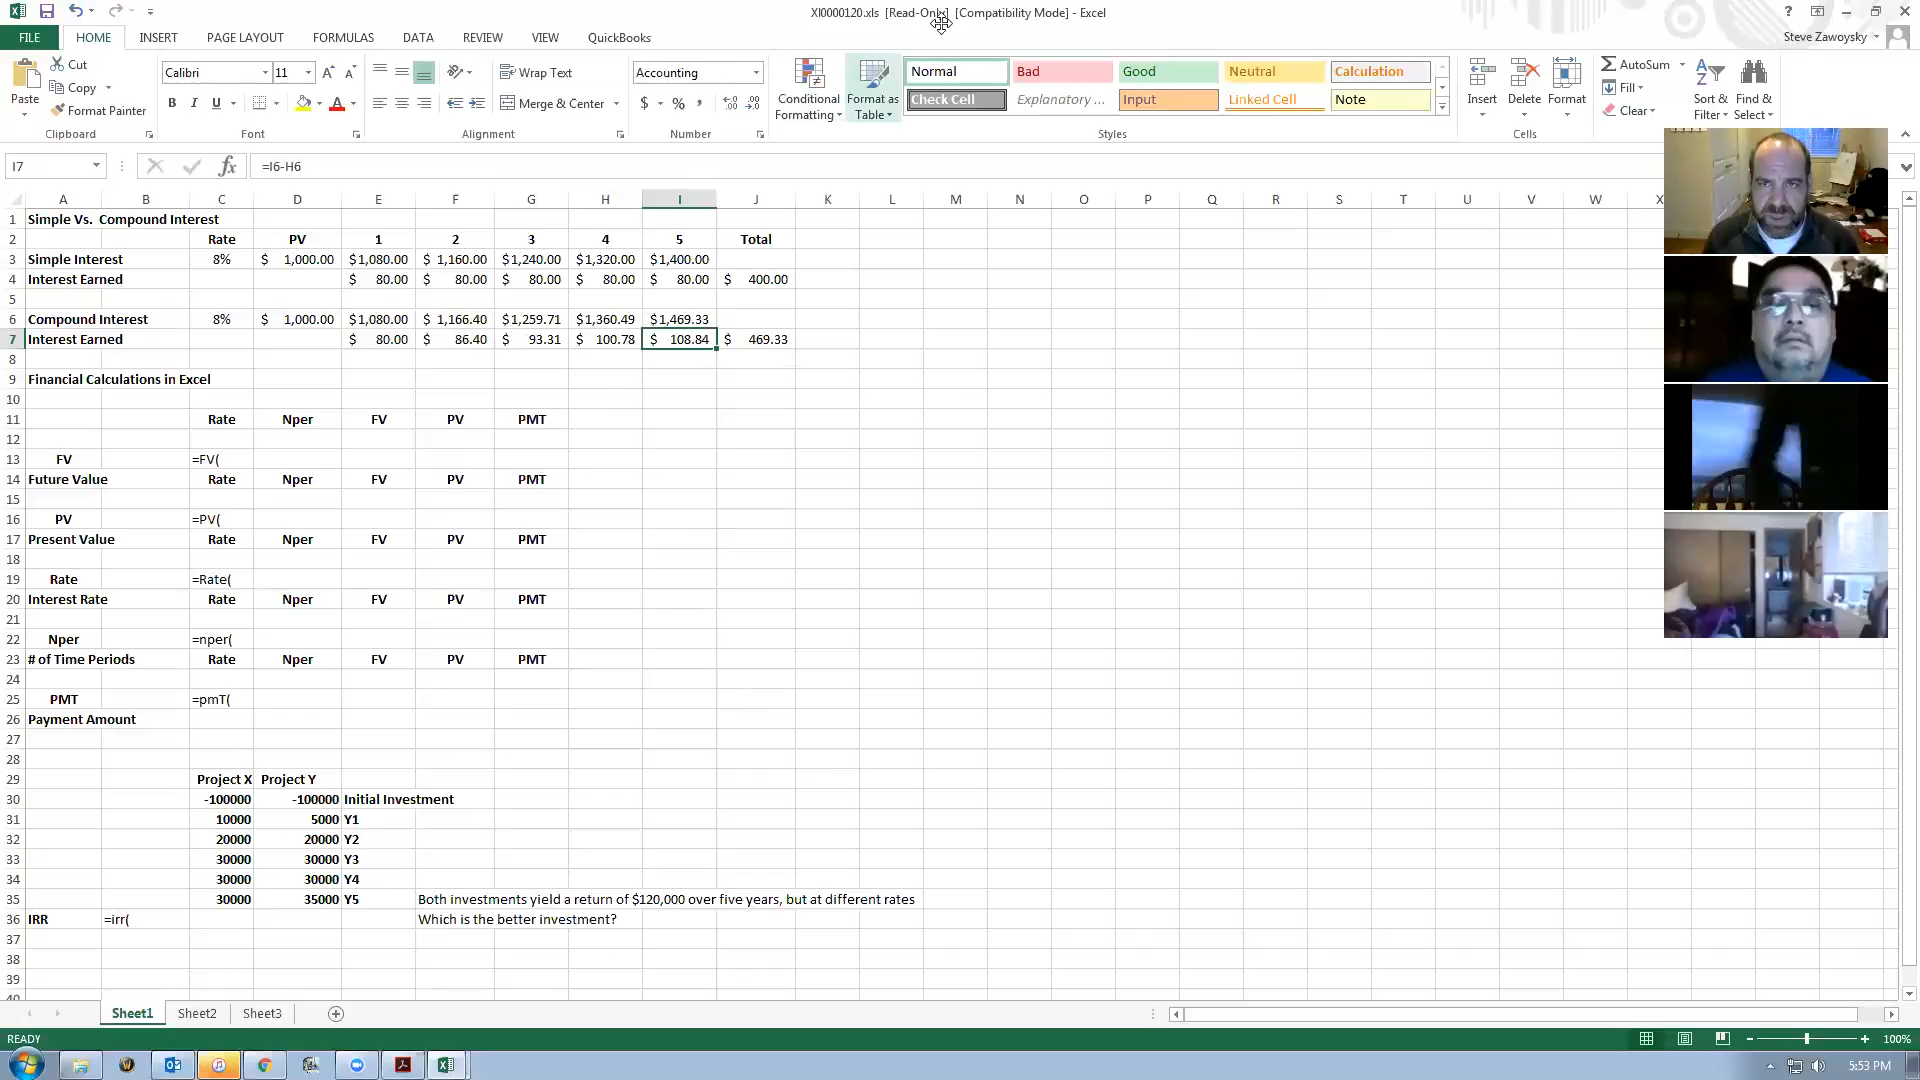 XI0000120.xls [Read-Only] [Compatibility Mode] - Excel
FILE HOME INSERT PAGE LAYOUT FORMULAS DATA REVIEW VIEW QuickBooks Steve Zawoysky
Paste Cut Copy Format Painter Clipboard
Calibri 11 B I U A Font
Wrap Text Merge & Center Alignment
Accounting $ % , Number
Conditional Formatting Format as Table
Normal Bad Good Neutral Calculation
Check Cell Explanatory ... Input Linked Cell Note
Styles
Insert Delete Format Cells
AutoSum Fill Clear Sort & Filter Find & Select
I7 fx =I6-H6
A B C D E F G H I J K L M N O P Q R S T U V W X
1 Simple Vs. Compound Interest
2 Rate PV 1 2 3 4 5 Total
3 Simple Interest 8% $ 1,000.00 $1,080.00 $ 1,160.00 $1,240.00 $1,320.00 $1,400.00
4 Interest Earned $ 80.00 $ 80.00 $ 80.00 $ 80.00 $ 80.00 $ 400.00
5
6 Compound Interest 8% $ 1,000.00 $1,080.00 $ 1,166.40 $1,259.71 $1,360.49 $1,469.33
7 Interest Earned $ 80.00 $ 86.40 $ 93.31 $ 100.78 $ 108.84 $ 469.33
8
9 Financial Calculations in Excel
10
11 Rate Nper FV PV PMT
12
13 FV =FV(
14 Future Value Rate Nper FV PV PMT
15
16 PV =PV(
17 Present Value Rate Nper FV PV PMT
18
19 Rate =Rate(
20 Interest Rate Rate Nper FV PV PMT
21
22 Nper =nper(
23 # of Time Periods Rate Nper FV PV PMT
24
25 PMT =pmT(
26 Payment Amount
27
28
29 Project X Project Y
30 -100000 -100000 Initial Investment
31 10000 5000 Y1
32 20000 20000 Y2
33 30000 30000 Y3
34 30000 30000 Y4
35 30000 35000 Y5 Both investments yield a return of $120,000 over five years, but at different rates
36 IRR =irr( Which is the better investment?
37
38
39
40
Sheet1 Sheet2 Sheet3
READY 100%
5:53 PM